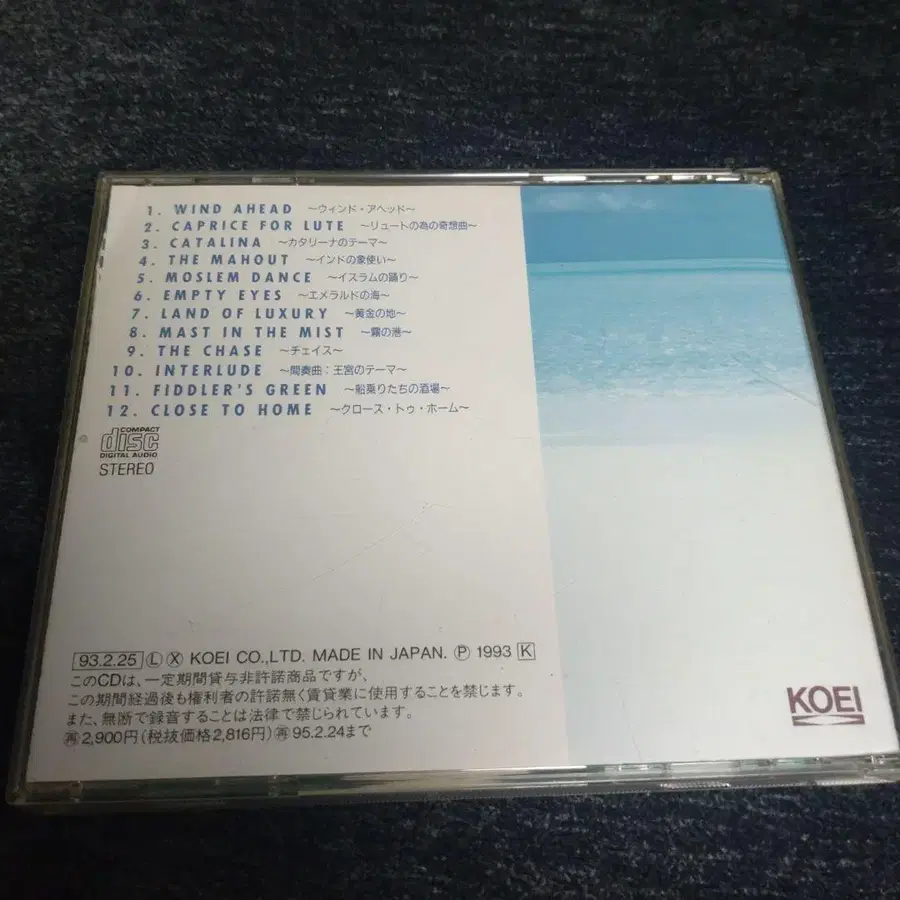 1. WIND AHEAD 〜ウィンド・アヘッド〜
2. CAPRICE FOR LUTE 〜リュートの為の奇想曲〜
3. CATALINA 〜カタリーナのテーマ〜
4. THE MAHOUT 〜インドの象使い〜
5. MOSLEM DANCE 〜イスラムの踊り〜
6. EMPTY EYES 〜エメラルドの海〜
7. LAND OF LUXURY 〜黄金の地〜
8. MAST IN THE MIST 〜霧の港〜
9. THE CHASE 〜チェイス〜
10. INTERLUDE 〜間奏曲：王宮のテーマ〜
11. FIDDLER'S GREEN 〜船乗りたちの酒場〜
12. CLOSE TO HOME 〜クロース・トゥ・ホーム〜
COMPACT
disc
DIGITAL AUDIO
STEREO
93.2.25 Ⓛ Ⓧ KOEI CO.,LTD. MADE IN JAPAN. Ⓟ 1993 K
このCDは、一定期間貸与非許諾商品ですが、
この期間経過後も権利者の許諾無く賃貸業に使用することを禁じます。
また、無断で録音することは法律で禁じられています。
再2,900円(税抜価格2,816円)再95.2.24まで
KOEI